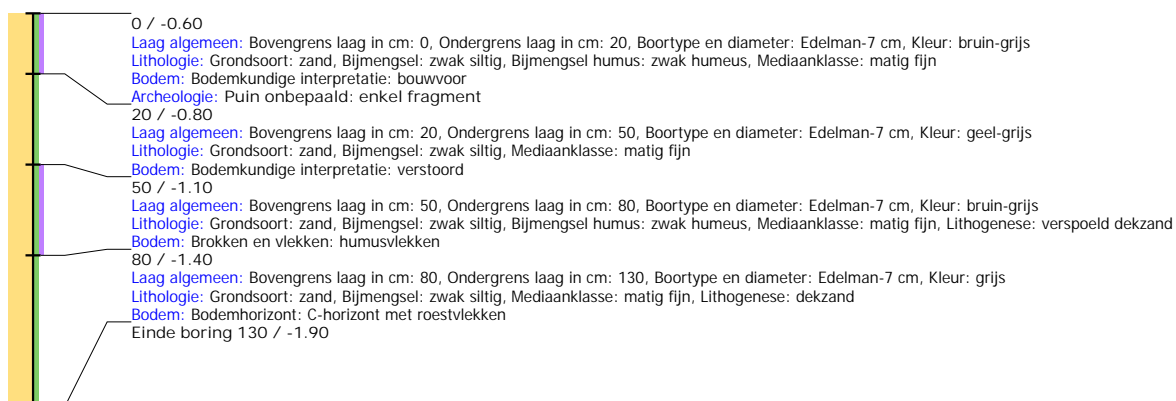 0 / -0.60
Laag algemeen: Bovengrens laag in cm: 0, Ondergrens laag in cm: 20, Boortype en diameter: Edelman-7 cm, Kleur: bruin-grijs
Lithologie: Grondsoort: zand, Bijmengsel: zwak siltig, Bijmengsel humus: zwak humeus, Mediaanklasse: matig fijn
Bodem: Bodemkundige interpretatie: bouwvoor
Archeologie: Puin onbepaald: enkel fragment
20 / -0.80
Laag algemeen: Bovengrens laag in cm: 20, Ondergrens laag in cm: 50, Boortype en diameter: Edelman-7 cm, Kleur: geel-grijs
Lithologie: Grondsoort: zand, Bijmengsel: zwak siltig, Mediaanklasse: matig fijn
Bodem: Bodemkundige interpretatie: verstoord
50 / -1.10
Laag algemeen: Bovengrens laag in cm: 50, Ondergrens laag in cm: 80, Boortype en diameter: Edelman-7 cm, Kleur: bruin-grijs
Lithologie: Grondsoort: zand, Bijmengsel: zwak siltig, Bijmengsel humus: zwak humeus, Mediaanklasse: matig fijn, Lithogenese: verspoeld dekzand
Bodem: Brokken en vlekken: humusvlekken
80 / -1.40
Laag algemeen: Bovengrens laag in cm: 80, Ondergrens laag in cm: 130, Boortype en diameter: Edelman-7 cm, Kleur: grijs
Lithologie: Grondsoort: zand, Bijmengsel: zwak siltig, Mediaanklasse: matig fijn, Lithogenese: dekzand
Bodem: Bodemhorizont: C-horizont met roestvlekken
Einde boring 130 / -1.90